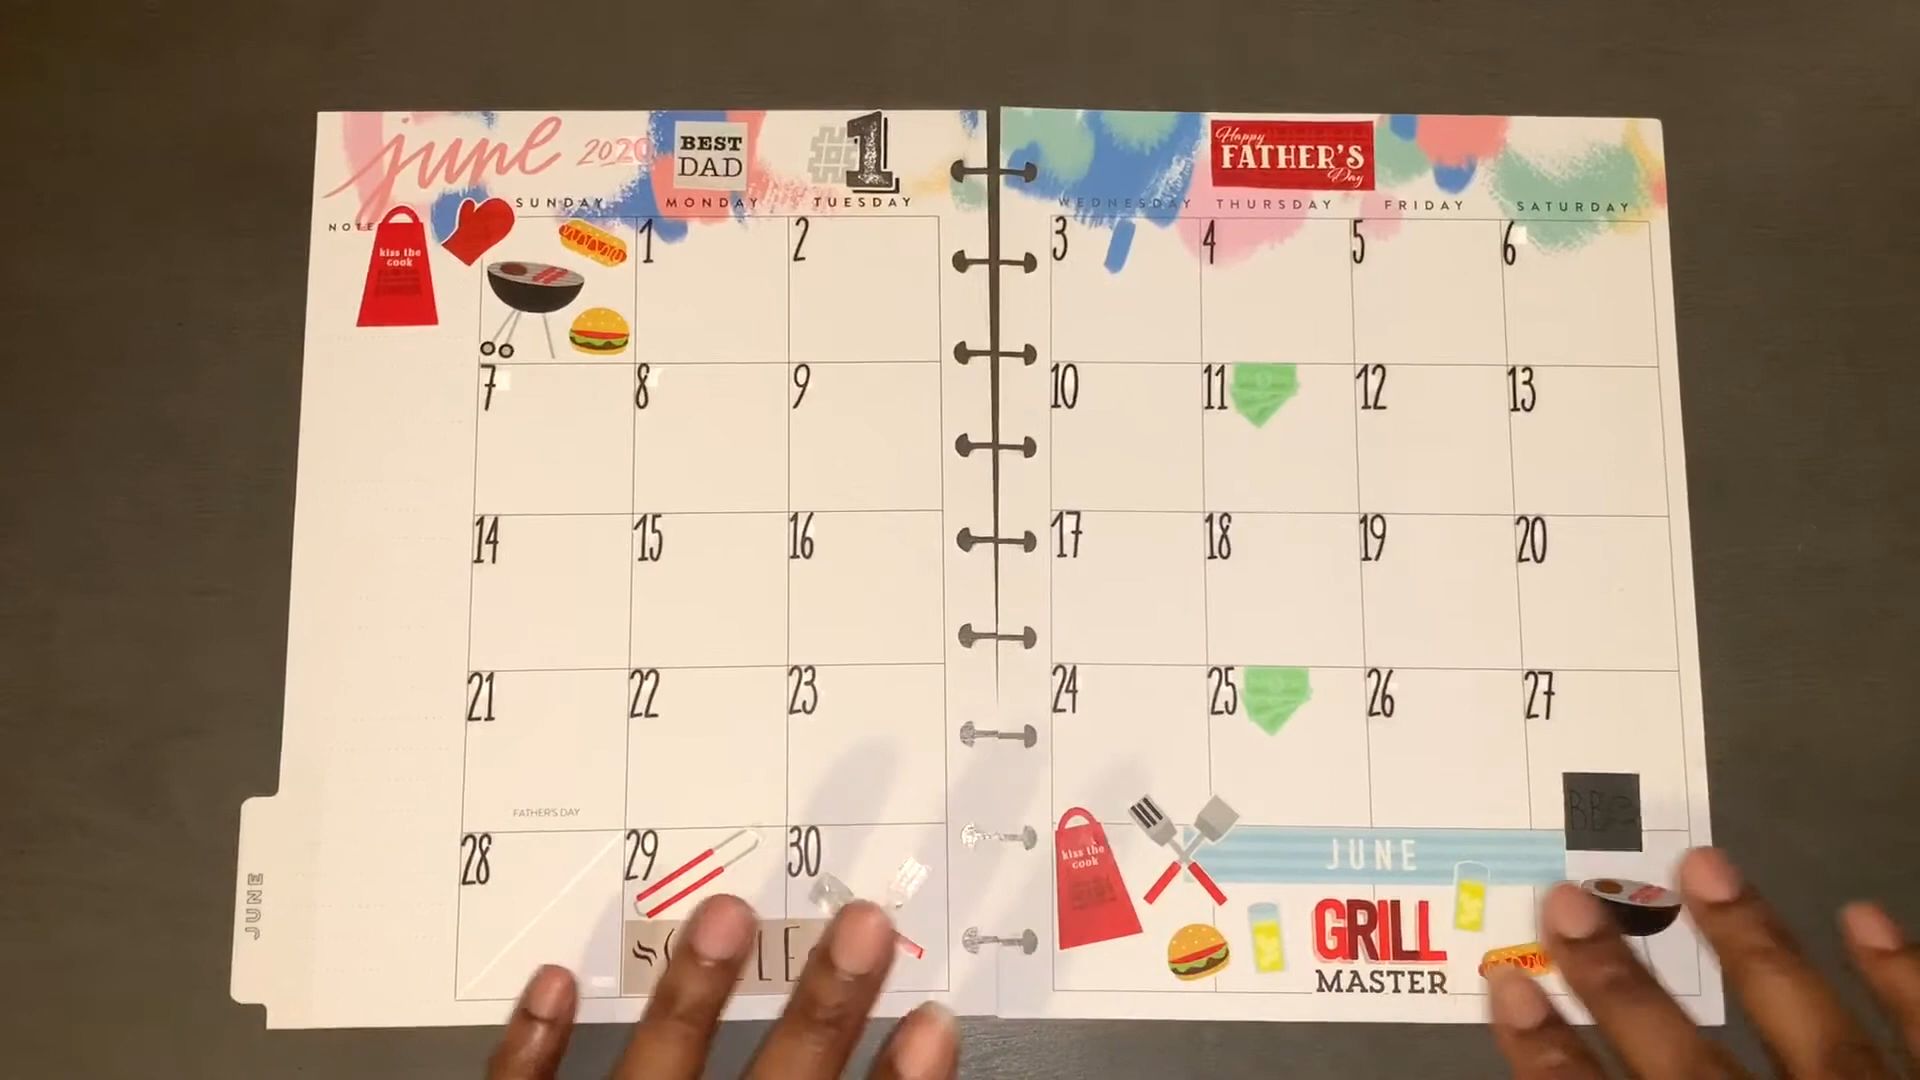 june 2020
BEST
DAD
#1
Happy
FATHER'S
Day
NOTE
SUNDAY MONDAY TUESDAY WEDNESDAY THURSDAY FRIDAY SATURDAY
kiss the
cook
1 2 3 4 5 6
7 8 9 10 11 12 13
14 15 16 17 18 19 20
21 22 23 24 25 26 27
FATHER'S DAY
28 29 30
kiss the
cook
JUNE
BBQ
GRILL
MASTER
JUNE